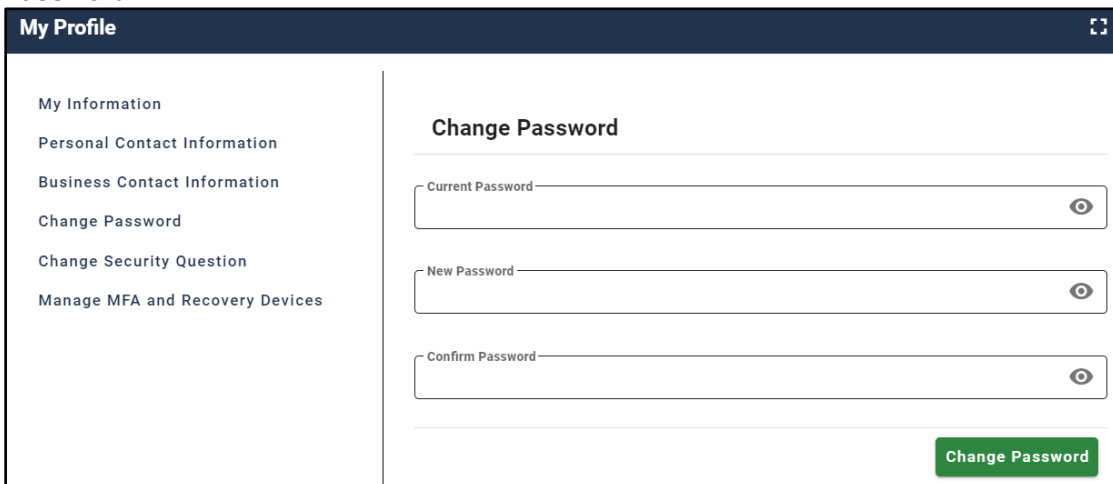 My Profile
My Information
Personal Contact Information
Business Contact Information
Change Password
Change Security Question
Manage MFA and Recovery Devices
Change Password
Current Password
New Password
Confirm Password
Change Password